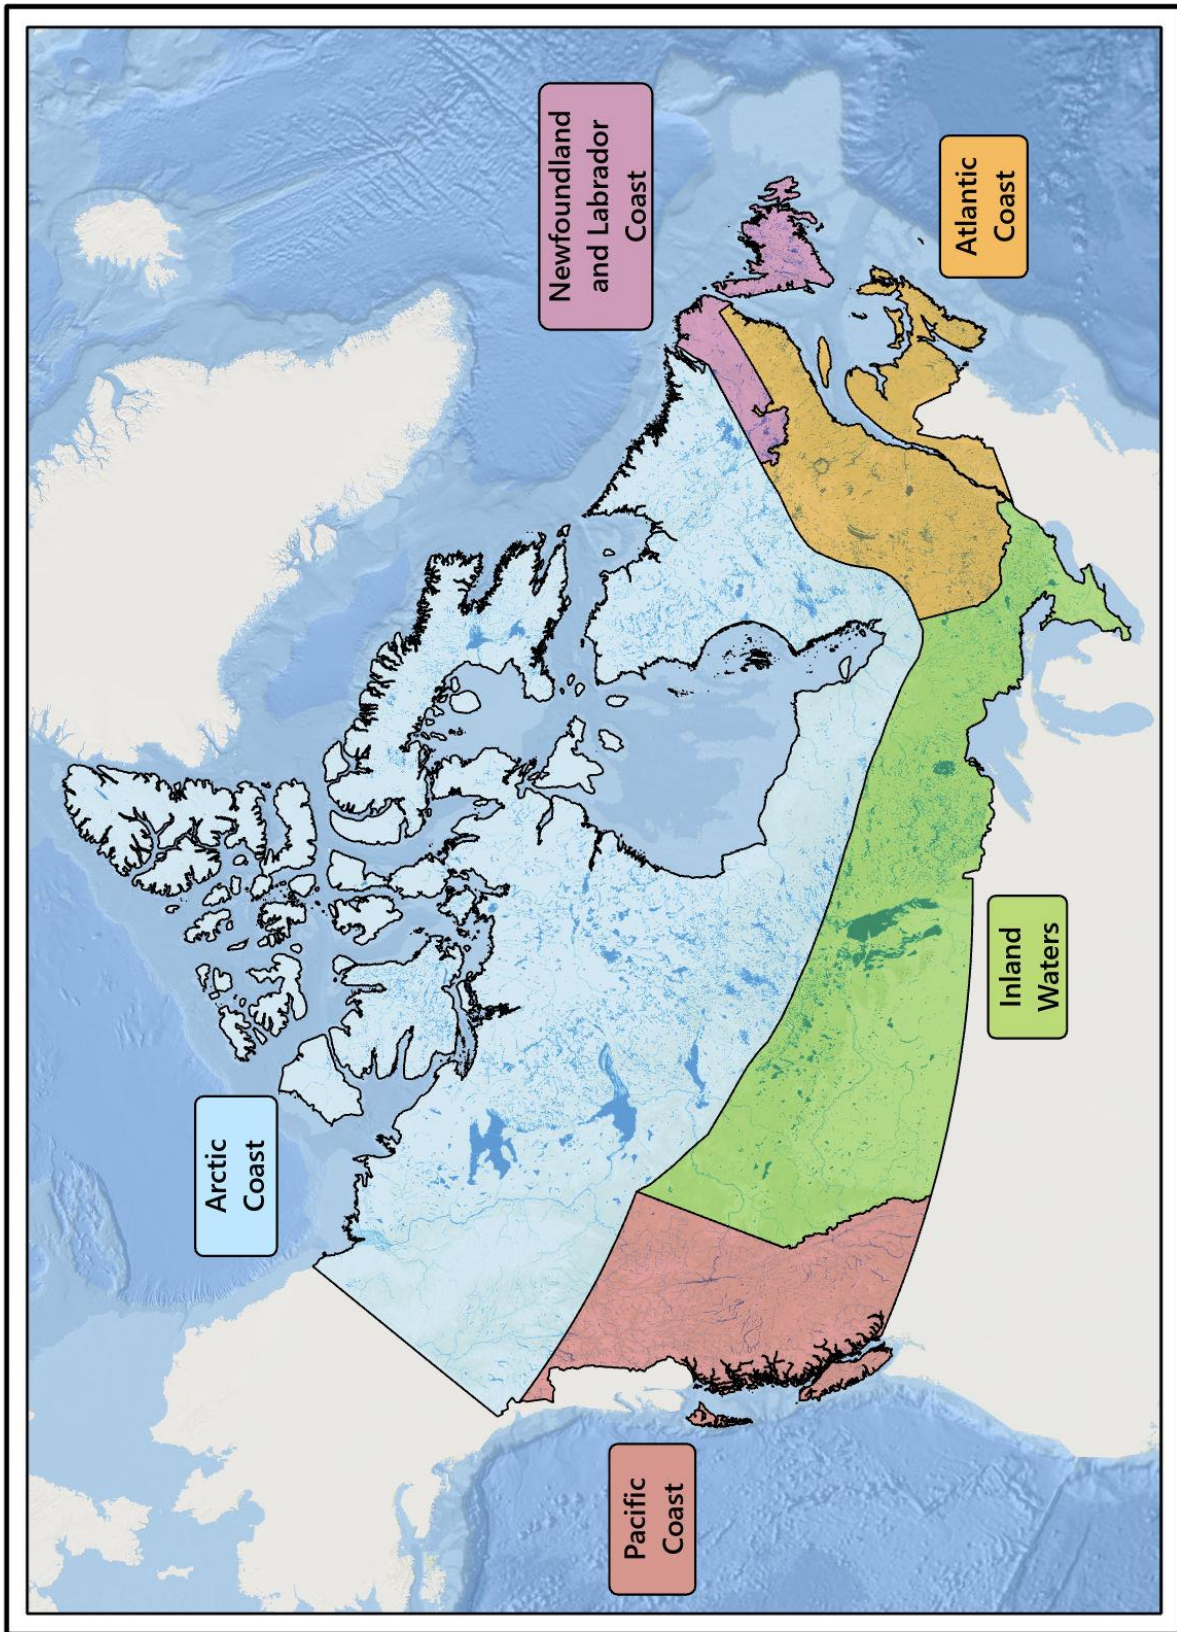 Arctic
Coast
Newfoundland
and Labrador
Coast
Pacific
Coast
Inland
Waters
Atlantic
Coast